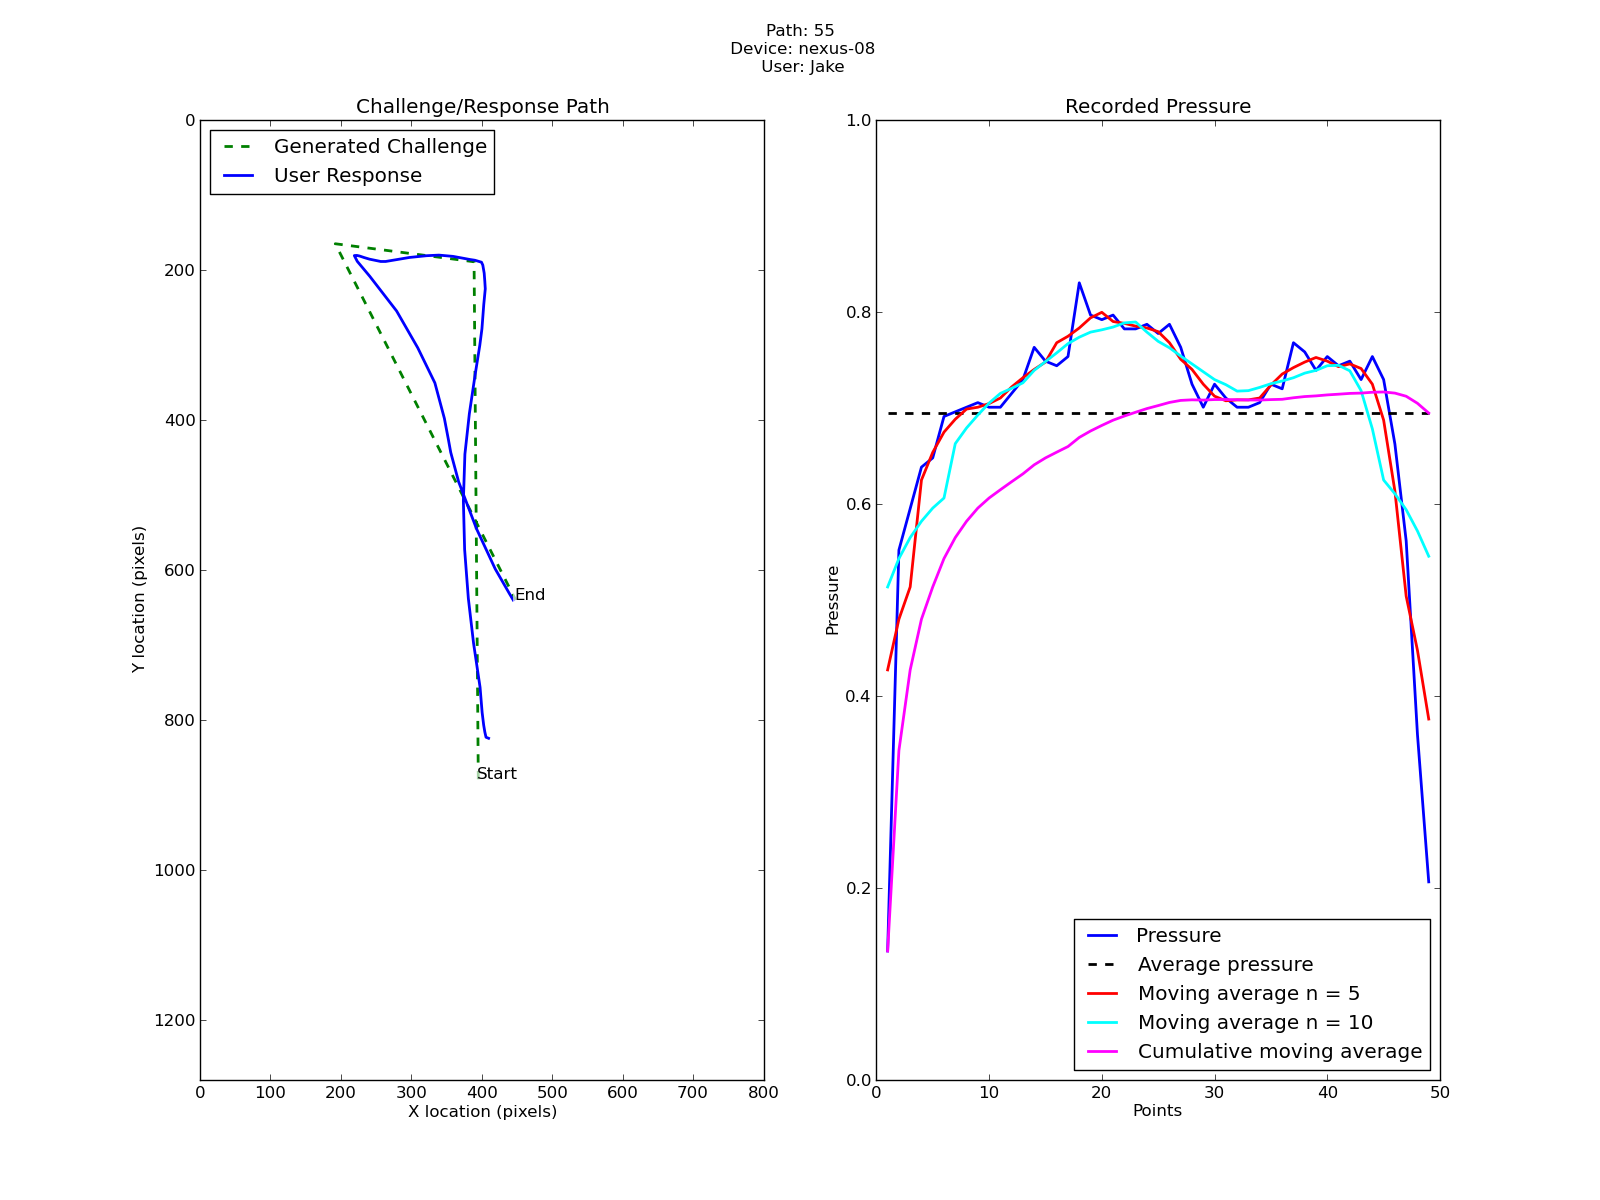 Path: 55
Device: nexus-08
User: Jake
Challenge/Response Path
Generated Challenge
User Response
0
200
400
600
800
1000
1200
Y location (pixels)
End
Start
0 100 200 300 400 500 600 700 800
X location (pixels)
Recorded Pressure
1.0
0.8
0.6
0.4
0.2
0.0
Pressure
Pressure
Average pressure
Moving average n = 5
Moving average n = 10
Cumulative moving average
0 10 20 30 40 50
Points